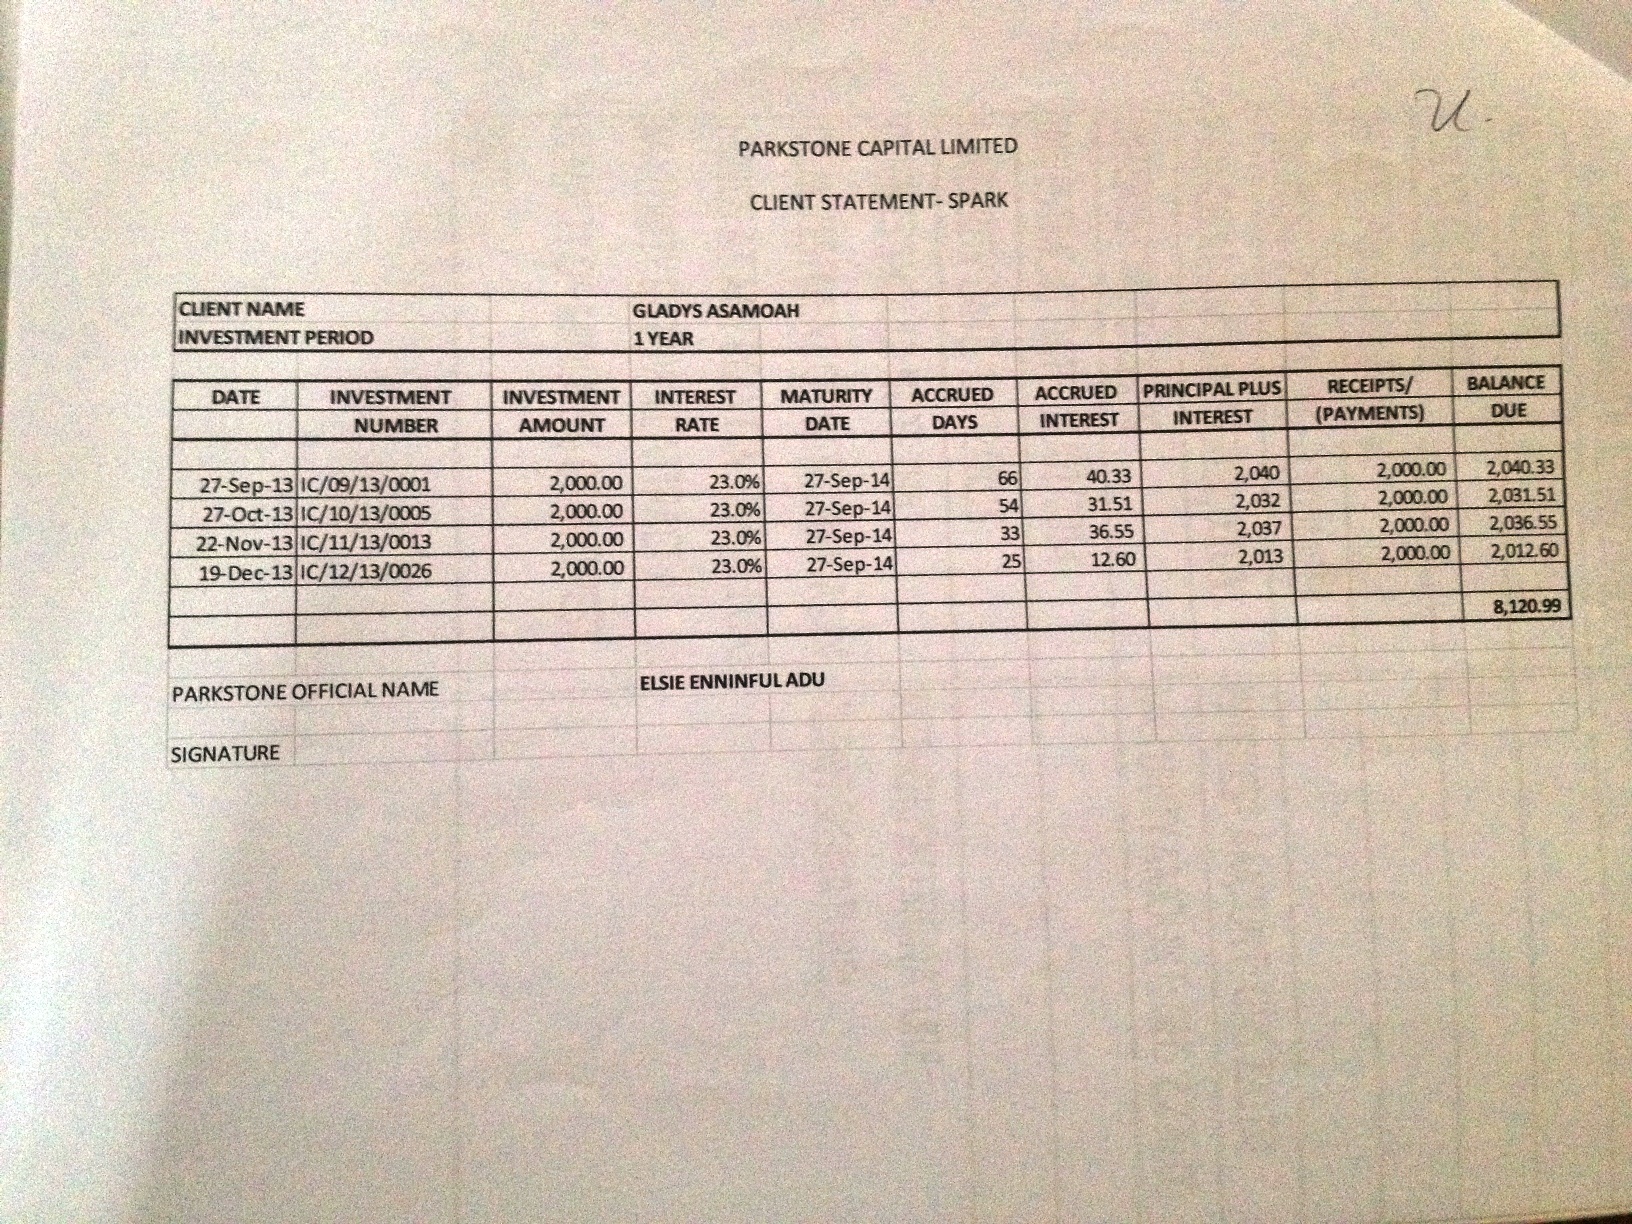 PARKSTONE CAPITAL LIMITED
CLIENT STATEMENT- SPARK
CLIENT NAME GLADYS ASAMOAH
INVESTMENT PERIOD 1 YEAR
DATE INVESTMENT INVESTMENT INTEREST MATURITY ACCRUED ACCRUED PRINCIPAL PLUS RECEIPTS/ BALANCE
NUMBER AMOUNT RATE DATE DAYS INTEREST INTEREST (PAYMENTS) DUE
27-Sep-13 IC/09/13/0001 2,000.00 23.0% 27-Sep-14 66 40.33 2,040 2,000.00 2,040.33
27-Oct-13 IC/10/13/0005 2,000.00 23.0% 27-Sep-14 54 31.51 2,032 2,000.00 2,031.51
22-Nov-13 IC/11/13/0013 2,000.00 23.0% 27-Sep-14 33 36.55 2,037 2,000.00 2,036.55
19-Dec-13 IC/12/13/0026 2,000.00 23.0% 27-Sep-14 25 12.60 2,013 2,000.00 2,012.60
8,120.99
PARKSTONE OFFICIAL NAME ELSIE ENNINFUL ADU
SIGNATURE